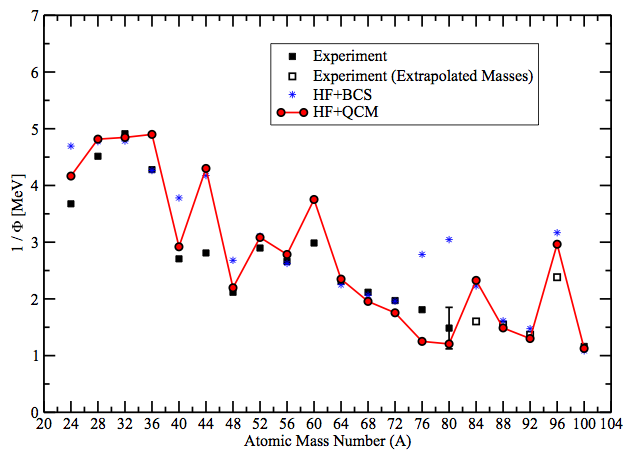 7
6
5
4
3
2
1
0
1 / Φ [MeV]
Experiment
Experiment (Extrapolated Masses)
HF+BCS
HF+QCM
20 24 28 32 36 40 44 48 52 56 60 64 68 72 76 80 84 88 92 96 100 104
Atomic Mass Number (A)